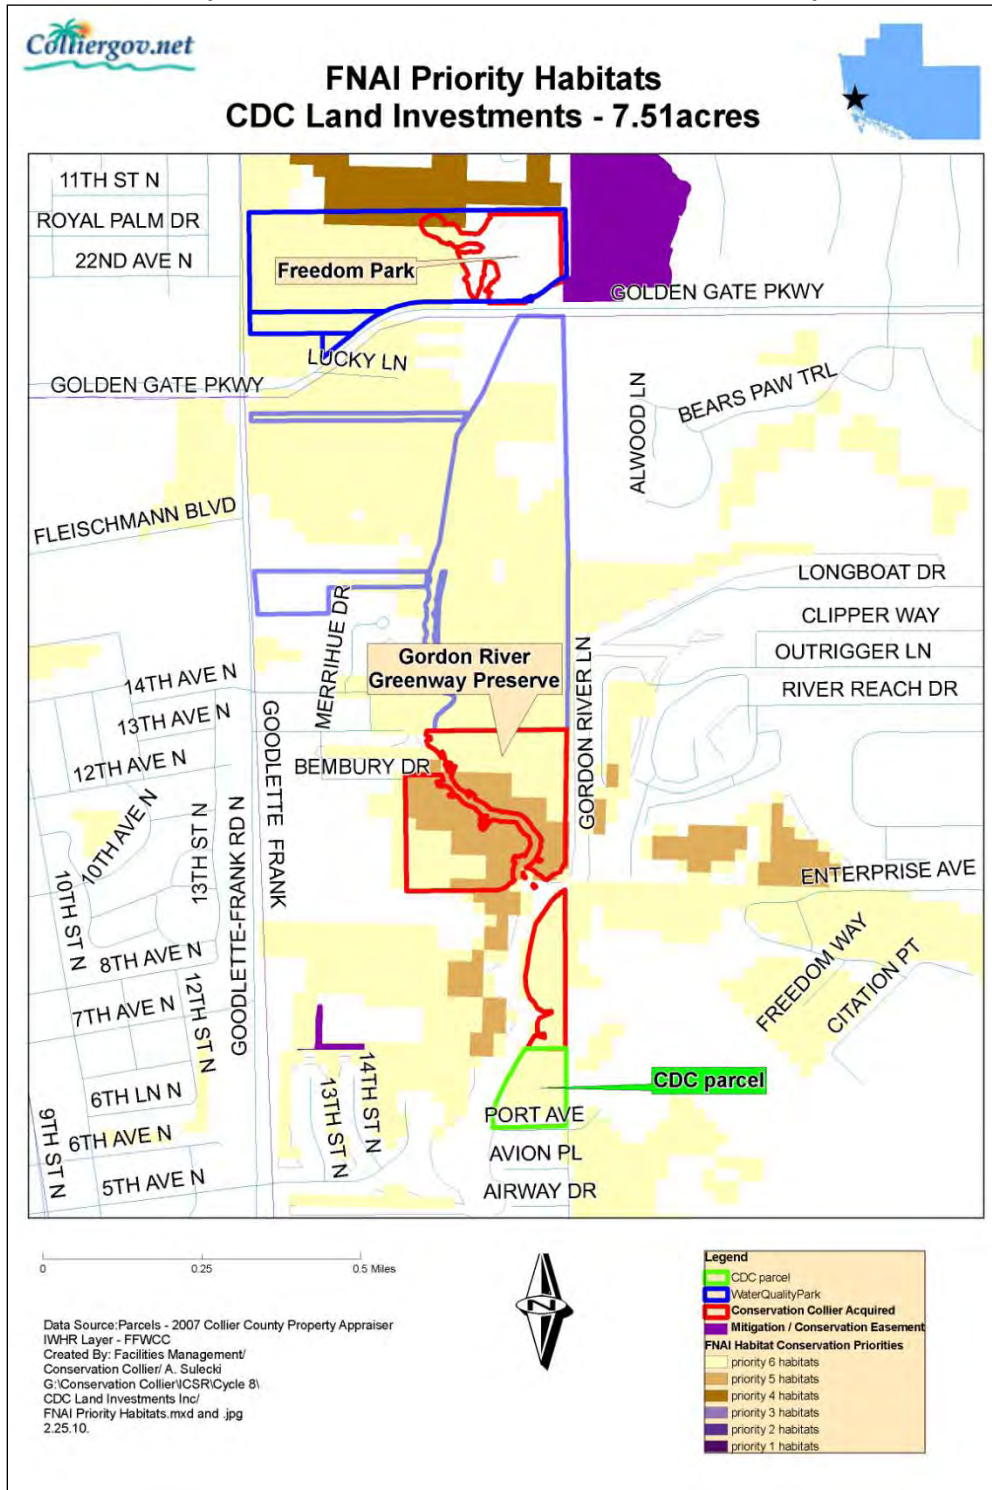 Colliergov.net
FNAI Priority Habitats
CDC Land Investments - 7.51acres
11TH ST N
ROYAL PALM DR
22ND AVE N
Freedom Park
GOLDEN GATE PKWY
LUCKY LN
GOLDEN GATE PKWY
BEARS PAW TRL
ALWOOD LN
FLEISCHMANN BLVD
LONGBOAT DR
CLIPPER WAY
OUTRIGGER LN
RIVER REACH DR
MERRIHUE DR
Gordon River
Greenway Preserve
GORDON RIVER LN
14TH AVE N
13TH AVE N
12TH AVE N
BEMBURY DR
GOODLETTE FRANK
GOODLETTE-FRANK RD N
10TH AVE N
13TH ST N
10TH ST N
ENTERPRISE AVE
8TH AVE N
12TH ST N
7TH AVE N
FREEDOM WAY
CITATION PT
6TH LN N
14TH ST N
13TH ST N
CDC parcel
PORT AVE
9TH ST N
6TH AVE N
AVION PL
5TH AVE N
AIRWAY DR
0 0.25 0.5 Miles
N
Data Source:Parcels - 2007 Collier County Property Appraiser
IWHR Layer - FFWCC
Created By: Facilities Management/
Conservation Collier/ A. Sulecki
G:\Conservation Collier\ICSR\Cycle 8\
CDC Land Investments Inc/
FNAI Priority Habitats.mxd and .jpg
2.25.10.
Legend
CDC parcel
WaterQualityPark
Conservation Collier Acquired
Mitigation / Conservation Easement
FNAI Habitat Conservation Priorities
priority 6 habitats
priority 5 habitats
priority 4 habitats
priority 3 habitats
priority 2 habitats
priority 1 habitats